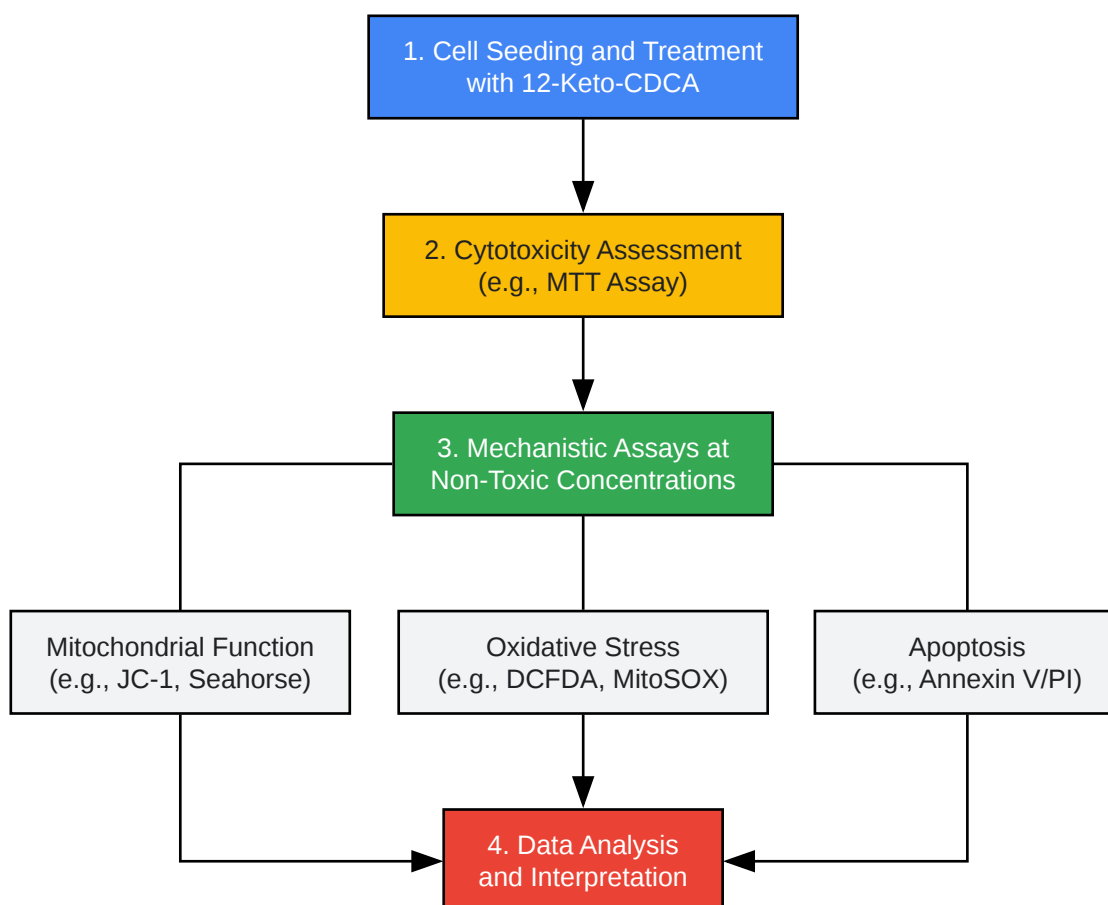 1. Cell Seeding and Treatment
with 12-Keto-CDCA
2. Cytotoxicity Assessment
(e.g., MTT Assay)
3. Mechanistic Assays at
Non-Toxic Concentrations
Mitochondrial Function
(e.g., JC-1, Seahorse)
Oxidative Stress
(e.g., DCFDA, MitoSOX)
Apoptosis
(e.g., Annexin V/PI)
4. Data Analysis
and Interpretation